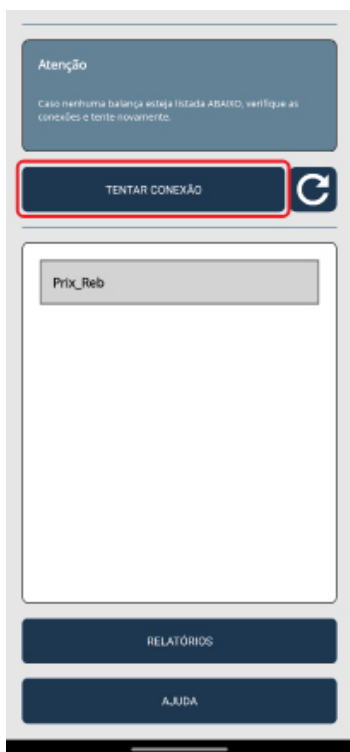 Atenção
Caso nenhuma balança esteja listada ABAIXO, verifique as
conexões e tente novamente.
TENTAR CONEXÃO
Prix_Reb
RELATÓRIOS
AJUDA